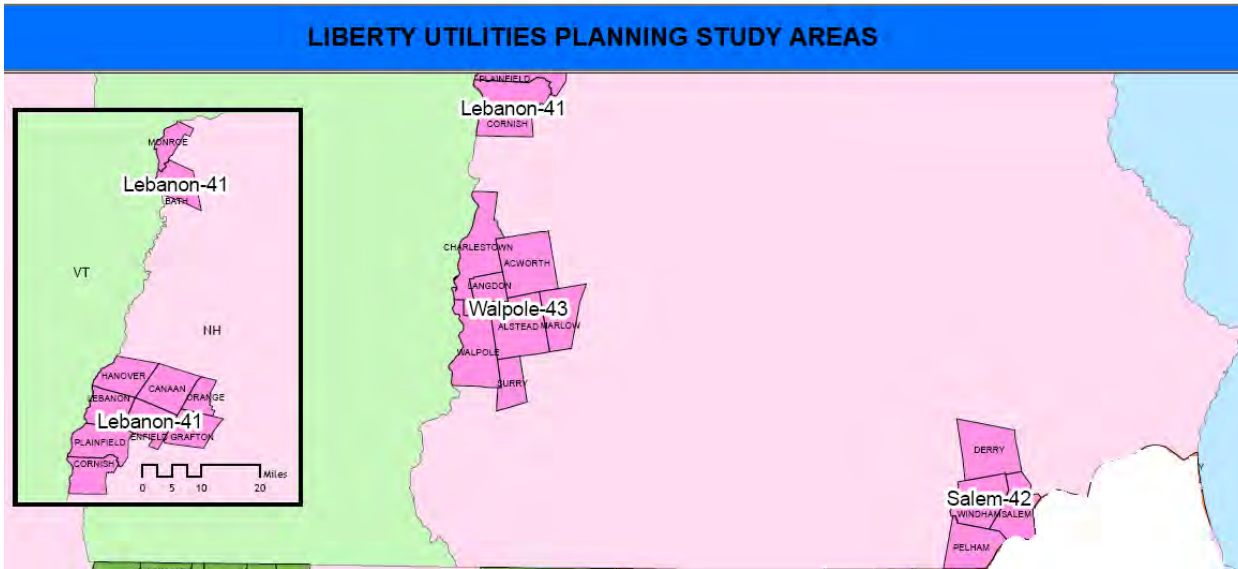 LIBERTY UTILITIES PLANNING STUDY AREAS
PLAINFIELD
Lebanon-41
CORNISH
MONROE
Lebanon-41
BATH
VT
NH
HANOVER
CANAAN
LEBANON
ORANGE
Lebanon-41
ENFIELD
GRAFTON
PLAINFIELD
CORNISH
Miles
0 5 10 20
CHARLESTOWN
ACWORTH
LANGDON
Walpole-43
ALSTEAD
MARLOW
WALPOLE
SURRY
DERRY
Salem-42
WINDHAM
SALEM
PELHAM